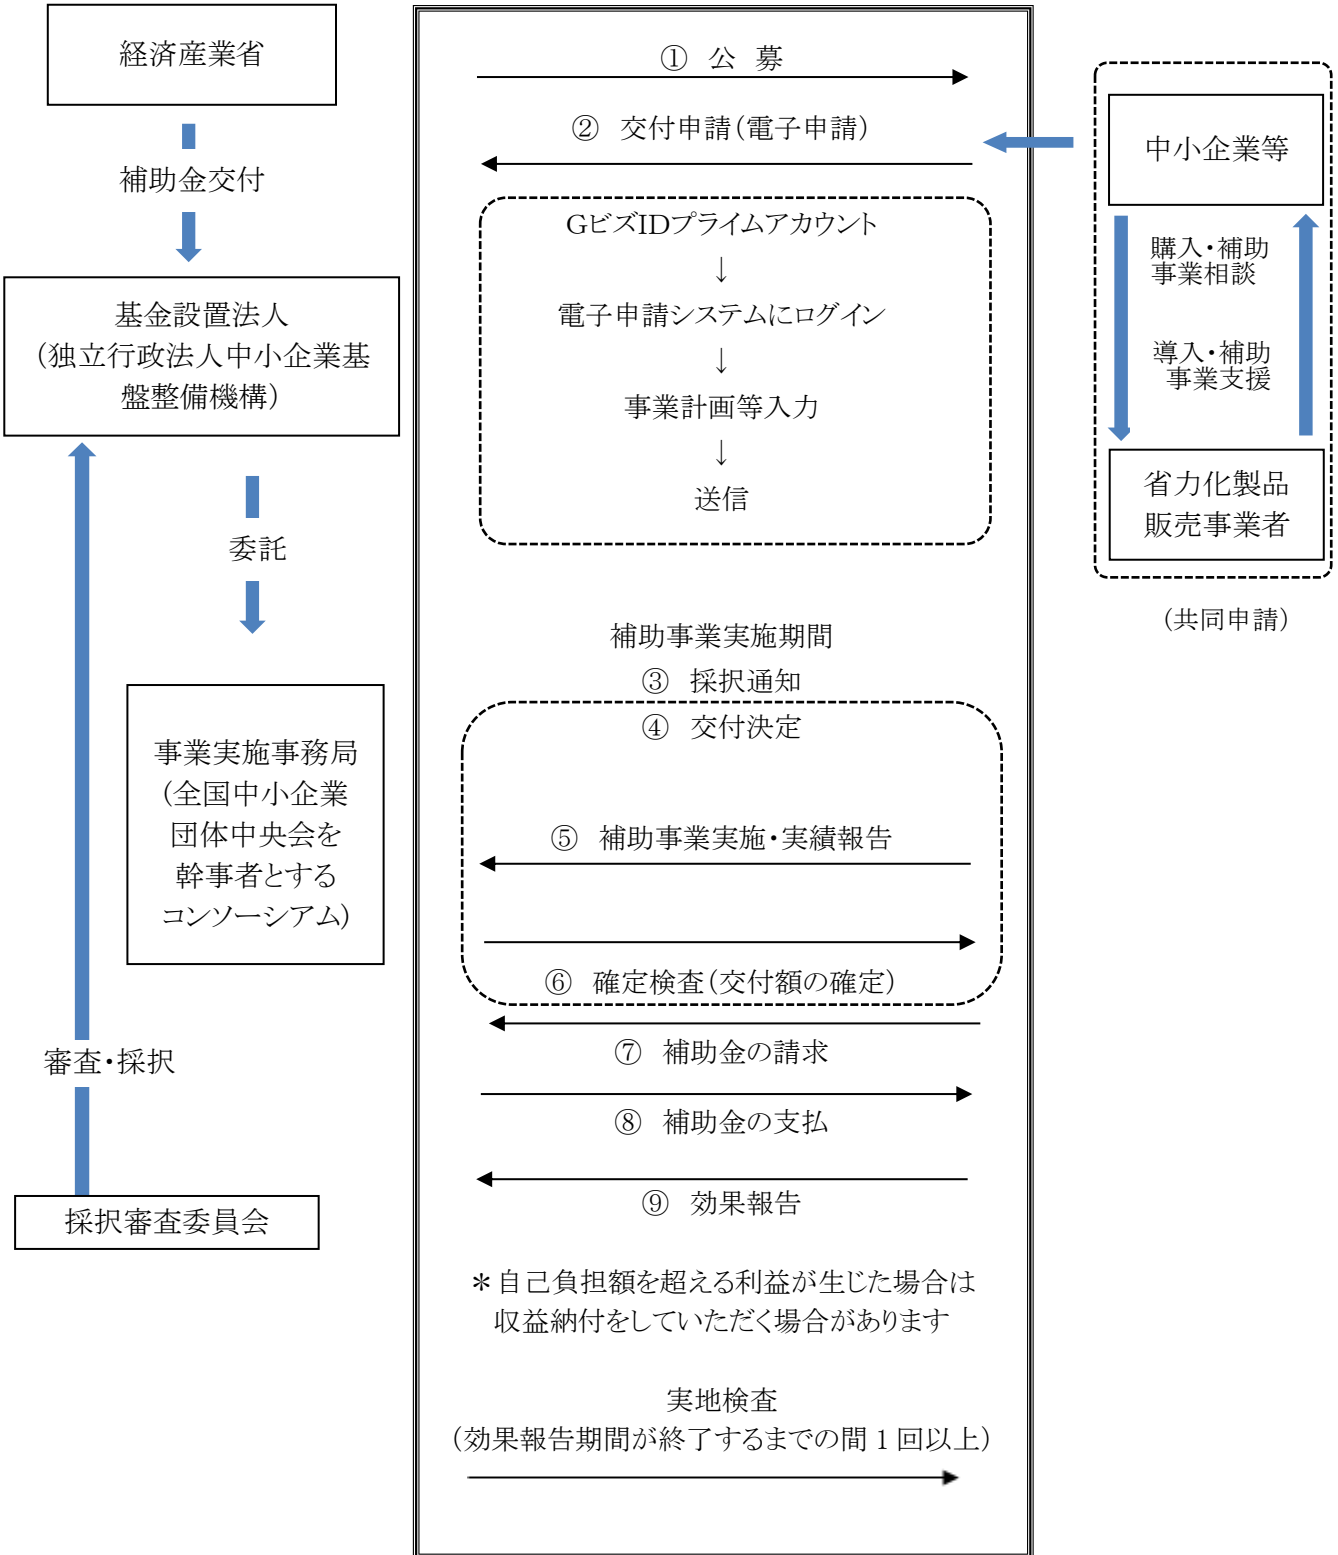 経済産業省
補助金交付
基金設置法人
(独立行政法人中小企業基
盤整備機構)
委託
事業実施事務局
(全国中小企業
団体中央会を
幹事者とする
コンソーシアム)
審査・採択
採択審査委員会
① 公 募
② 交付申請(電子申請)
GビズIDプライムアカウント
↓
電子申請システムにログイン
↓
事業計画等入力
↓
送信
補助事業実施期間
③ 採択通知
④ 交付決定
⑤ 補助事業実施・実績報告
⑥ 確定検査(交付額の確定)
⑦ 補助金の請求
⑧ 補助金の支払
⑨ 効果報告
＊自己負担額を超える利益が生じた場合は
収益納付をしていただく場合があります
実地検査
(効果報告期間が終了するまでの間1回以上)
中小企業等
購入・補助
事業相談
導入・補助
事業支援
省力化製品
販売事業者
(共同申請)